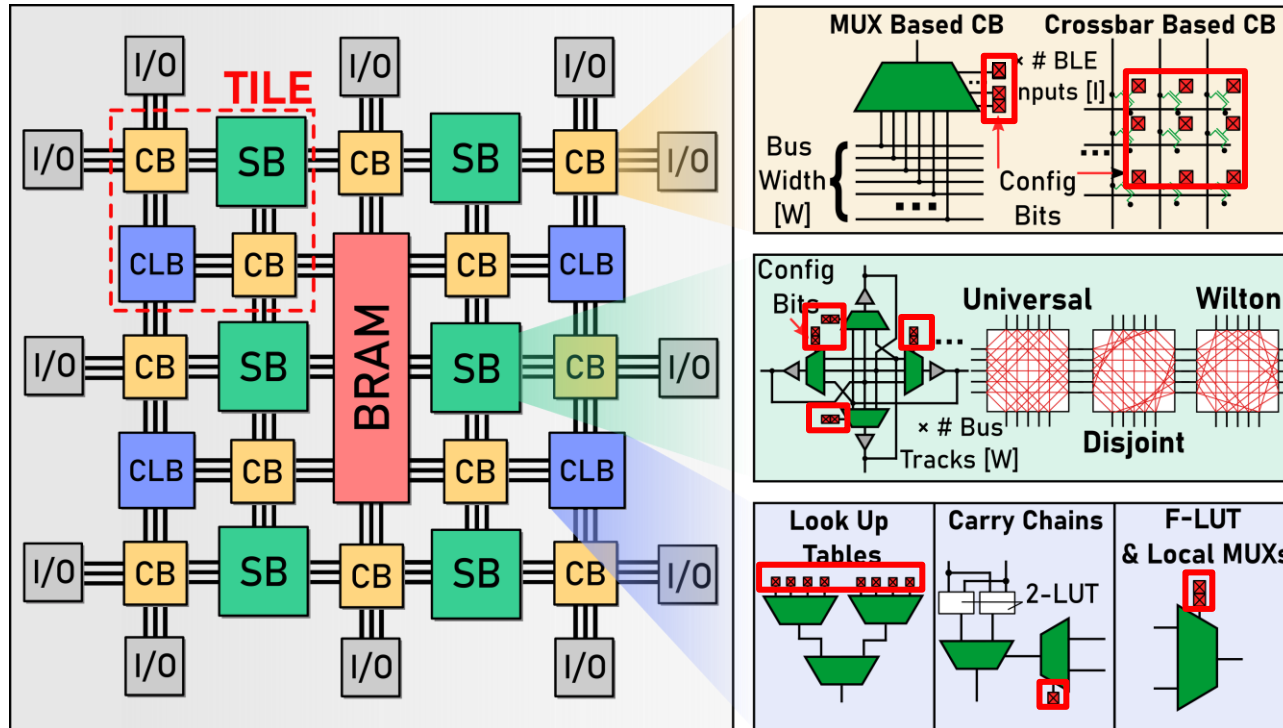 I/O I/O I/O
TILE
I/O CB SB CB SB CB I/O
CLB CB CB CLB
BRAM
I/O CB SB SB CB I/O
CLB CB CB CLB
I/O CB SB CB SB CB I/O
I/O I/O I/O
MUX Based CB
× # BLE
nputs [I]
Bus
Width
[W]
Config
Bits
Crossbar Based CB
Config
Bits
× # Bus
Tracks [W]
Universal
Disjoint
Wilton
Look Up
Tables
Carry Chains
2-LUT
F-LUT
& Local MUXs